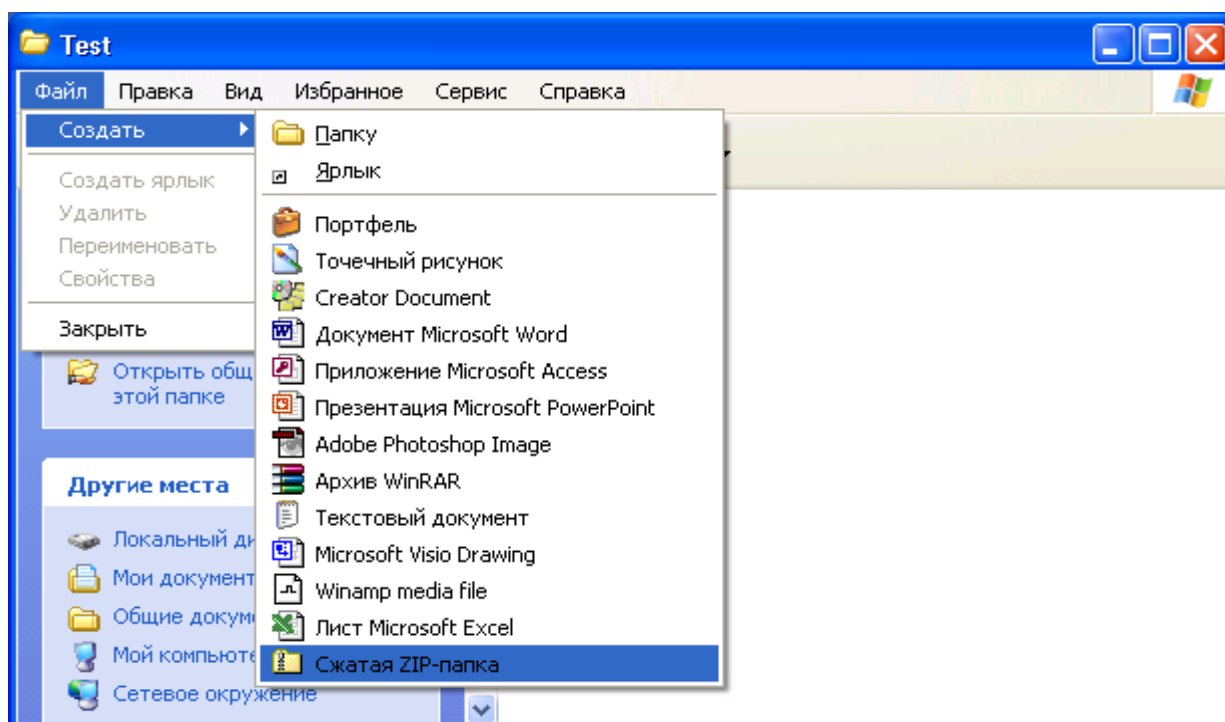 Test
Файл Правка Вид Избранное Сервис Справка
Создать
Создать ярлык
Удалить
Переименовать
Свойства
Закрыть
Папку
Ярлык
Портфель
Точечный рисунок
Creator Document
Документ Microsoft Word
Приложение Microsoft Access
Презентация Microsoft PowerPoint
Adobe Photoshop Image
Архив WinRAR
Текстовый документ
Microsoft Visio Drawing
Winamp media file
Лист Microsoft Excel
Сжатая ZIP-папка
Открыть
этой папке
Другие места
Локальный
Мои
Общие
Мой
Сетевое окружение